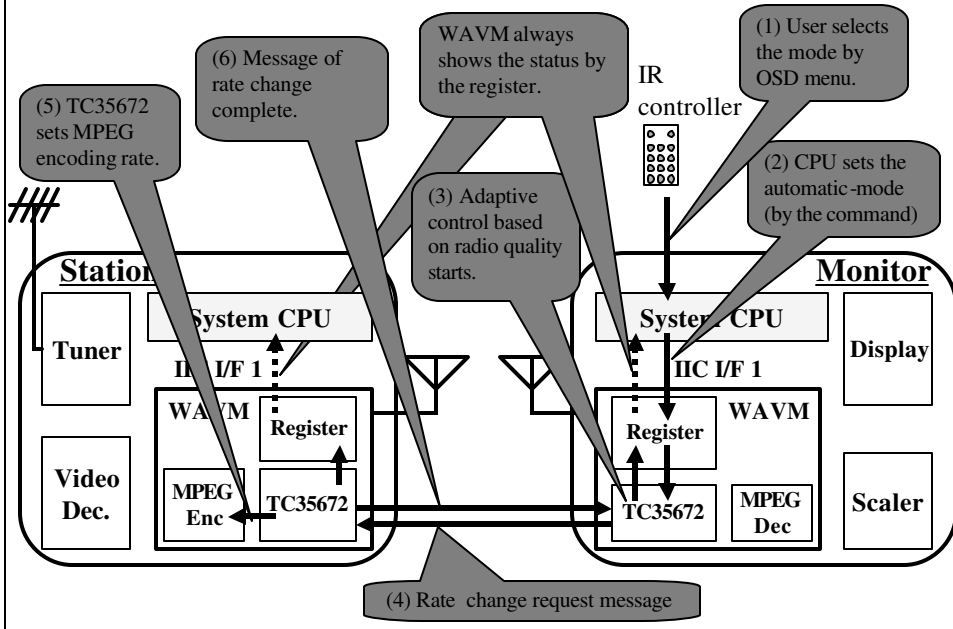 (1) User selects
the mode by
OSD menu.
WAVM always
shows the status by
the register.
(6) Message of
rate change
complete.
(5) TC35672
sets MPEG
encoding rate.
IR
controller
(2) CPU sets the
automatic-mode
(by the command)
(3) Adaptive
control based
on radio quality
starts.
Station
System CPU
Tuner
I/F 1
WAVM
Register
Video
Dec.
MPEG
Enc
TC35672
Monitor
System CPU
Display
IIC I/F 1
WAVM
Register
TC35672
MPEG
Dec
Scaler
(4) Rate change request message